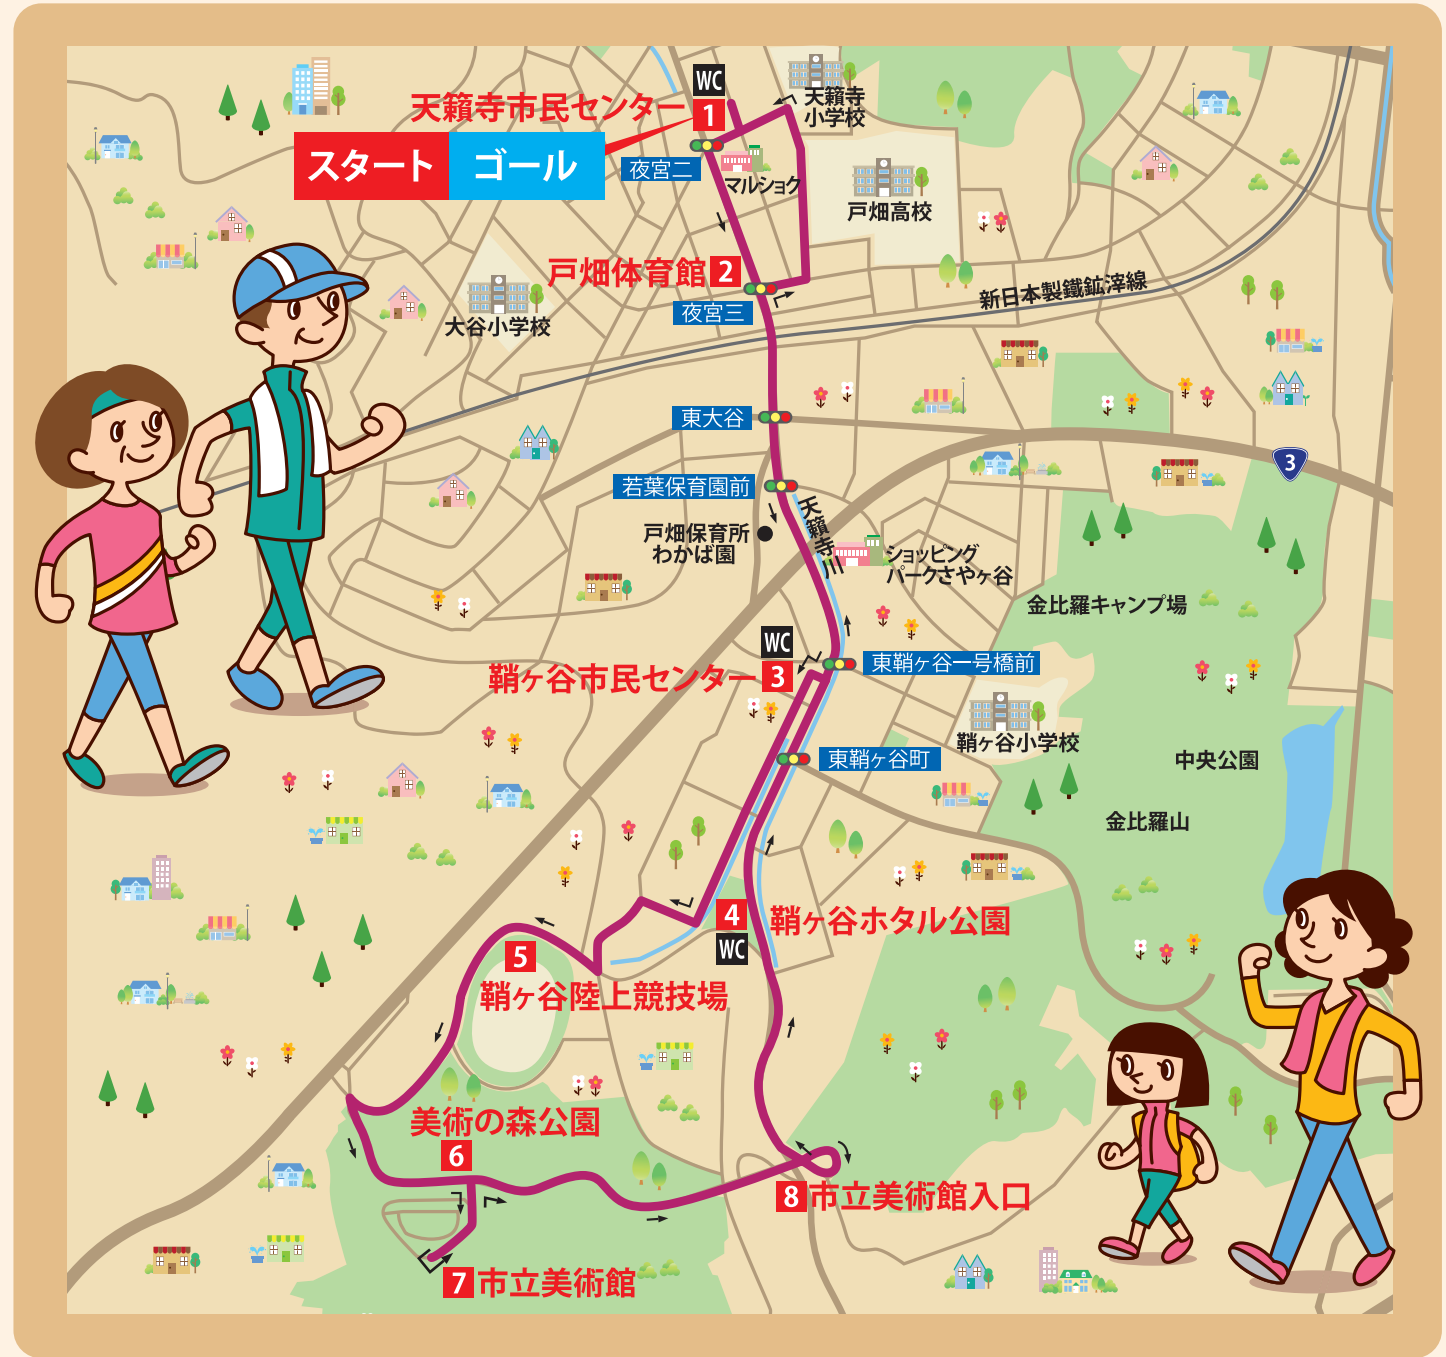 WC
天籟寺市民センター
1
スタート
ゴール
天籟寺
小学校
夜宮二
マルショク
戸畑高校
戸畑体育館
2
夜宮三
大谷小学校
新日本製鐵鉱滓線
東大谷
3
若葉保育園前
戸畑保育所
わかば園
天籟寺川
ショッピング
パークさやヶ谷
金比羅キャンプ場
WC
鞘ヶ谷市民センター
3
東鞘ヶ谷一号橋前
鞘ヶ谷小学校
東鞘ヶ谷町
中央公園
金比羅山
4
鞘ヶ谷ホタル公園
WC
5
鞘ヶ谷陸上競技場
美術の森公園
6
8
市立美術館入口
7
市立美術館